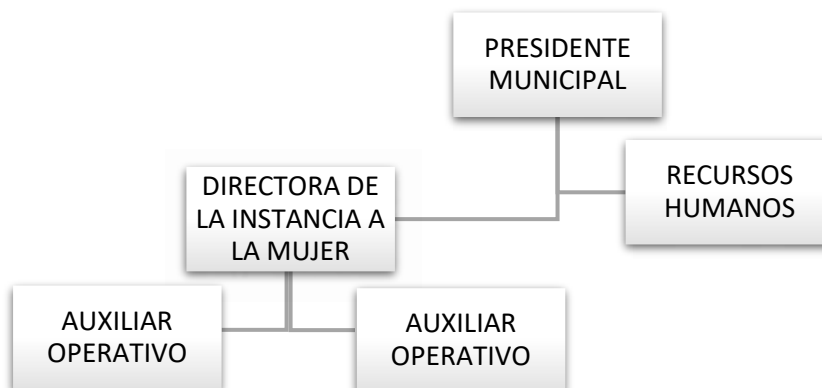 PRESIDENTE
MUNICIPAL
RECURSOS
HUMANOS
DIRECTORA DE
LA INSTANCIA A
LA MUJER
AUXILIAR
OPERATIVO
AUXILIAR
OPERATIVO